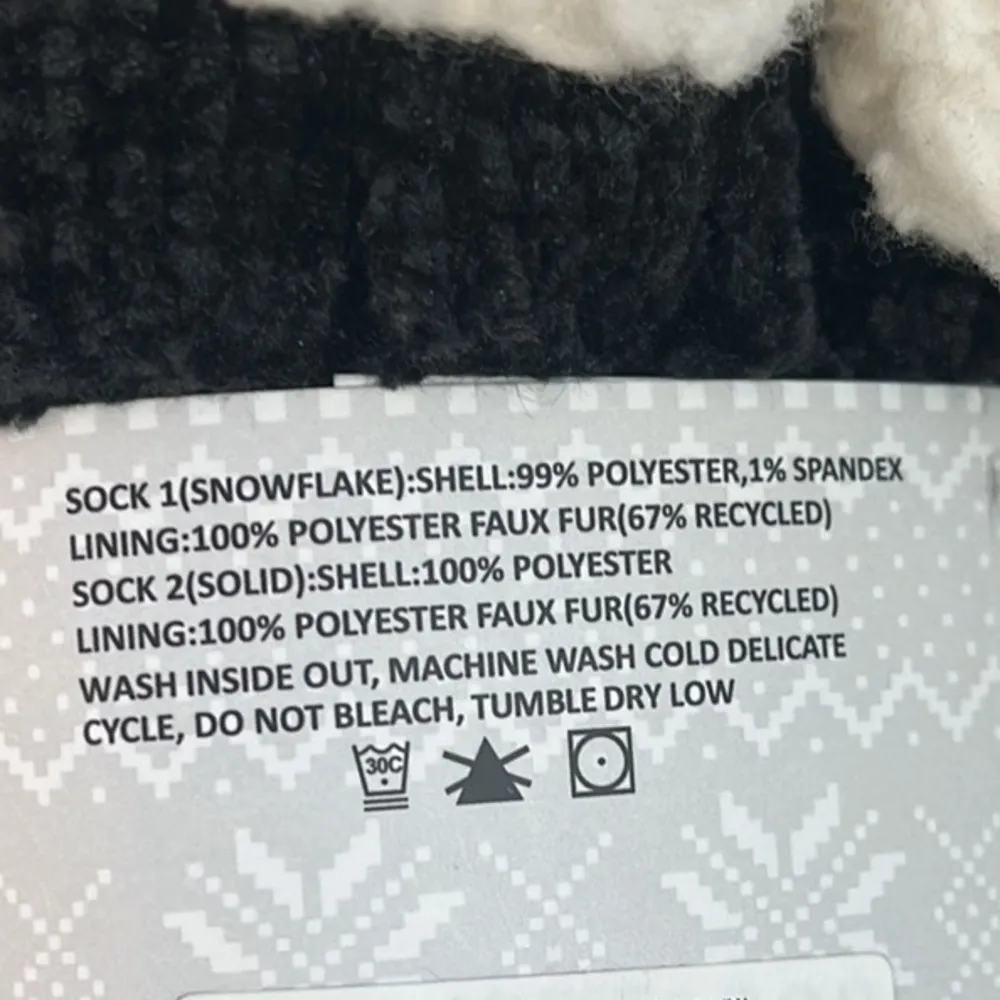 SOCK 1(SNOWFLAKE):SHELL:99% POLYESTER,1% SPANDEX
LINING:100% POLYESTER FAUX FUR(67% RECYCLED)
SOCK 2(SOLID):SHELL:100% POLYESTER
LINING:100% POLYESTER FAUX FUR(67% RECYCLED)
WASH INSIDE OUT, MACHINE WASH COLD DELICATE
CYCLE, DO NOT BLEACH, TUMBLE DRY LOW
30C